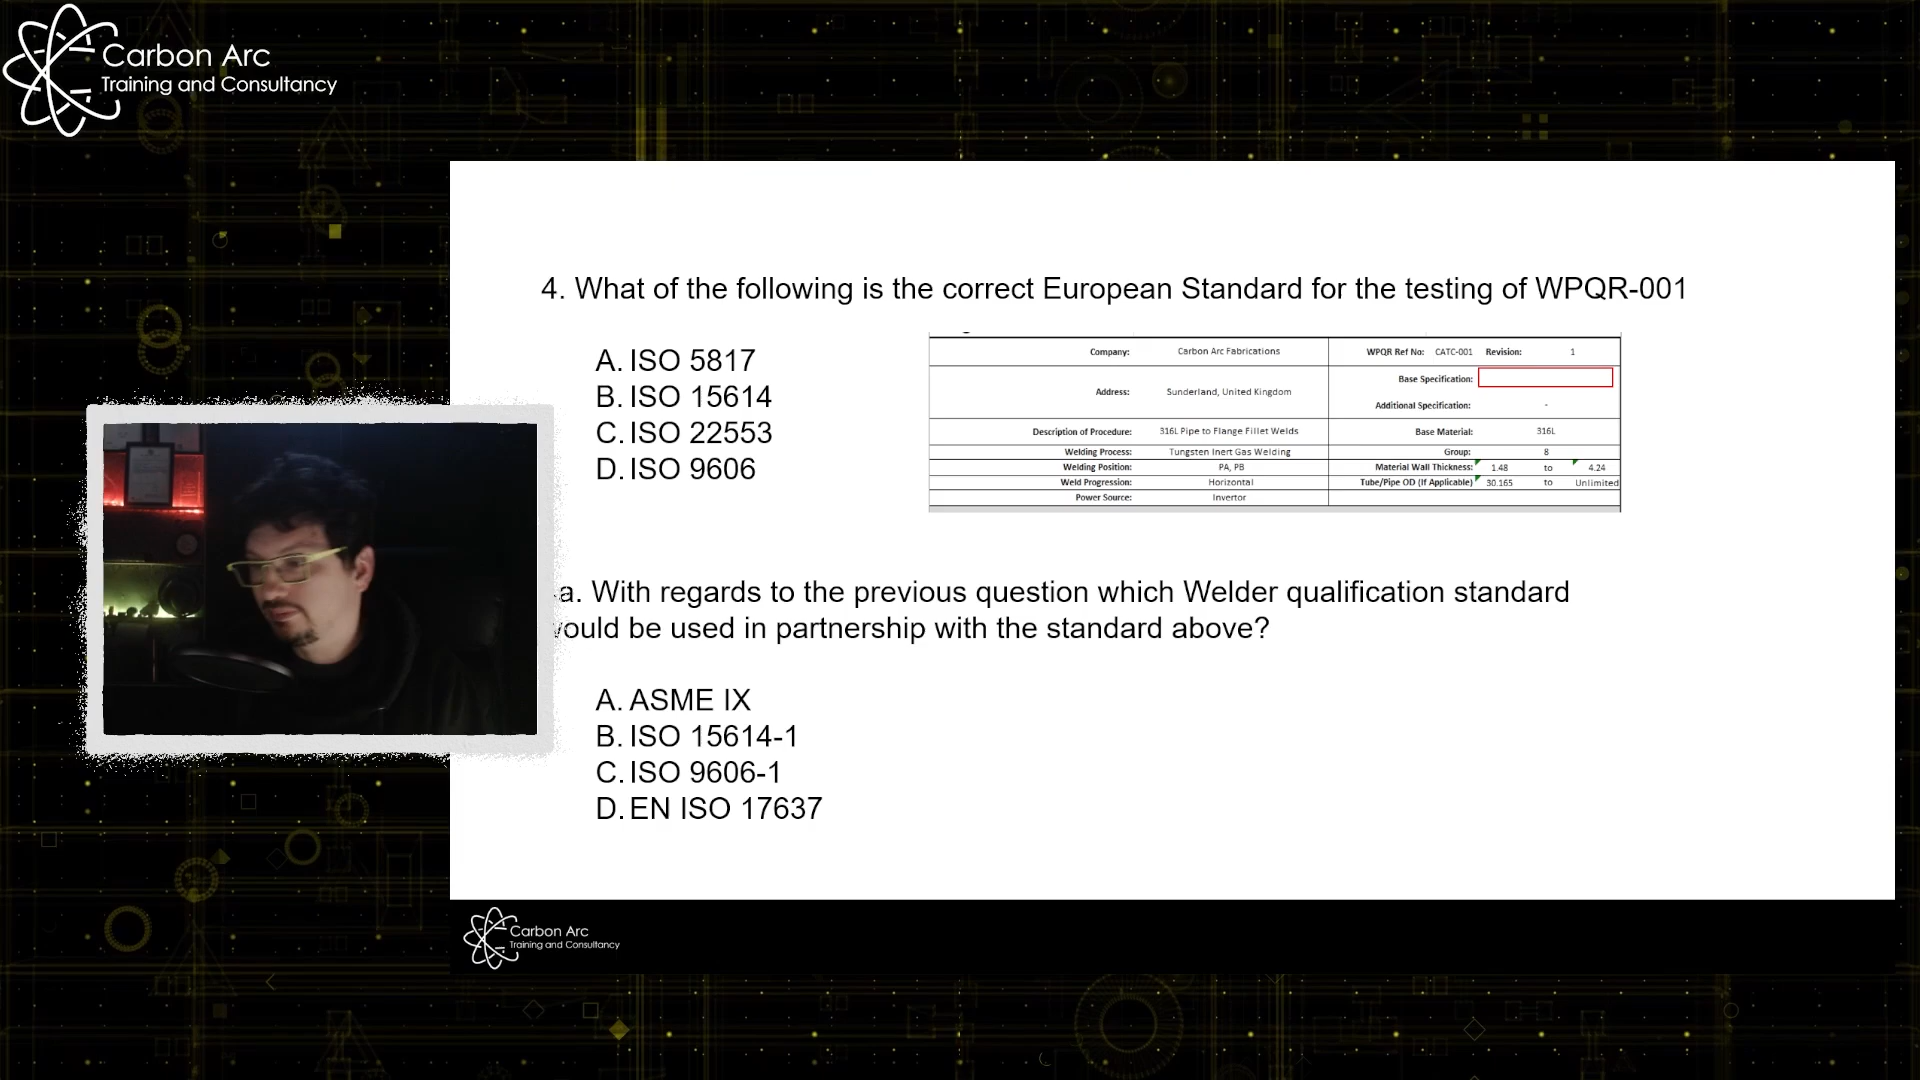 Carbon Arc
Training and Consultancy
4. What of the following is the correct European Standard for the testing of WPQR-001
A. ISO 5817
B. ISO 15614
C. ISO 22553
D. ISO 9606
Company: Carbon Arc Fabrications WPQR Ref No: CATC-001 Revision: 1
Base Specification:
Address: Sunderland, United Kingdom
Additional Specification: -
Description of Procedure: 316L Pipe to Flange Fillet Welds Base Material: 316L
Welding Process: Tungsten Inert Gas Welding Group: 8
Welding Position: PA, PB Material Wall Thickness: 1.48 to 4.24
Weld Progression: Horizontal Tube/Pipe OD (If Applicable) 30.165 to Unlimited
Power Source: Invertor
a. With regards to the previous question which Welder qualification standard
would be used in partnership with the standard above?
A. ASME IX
B. ISO 15614-1
C. ISO 9606-1
D. EN ISO 17637
Carbon Arc
Training and Consultancy